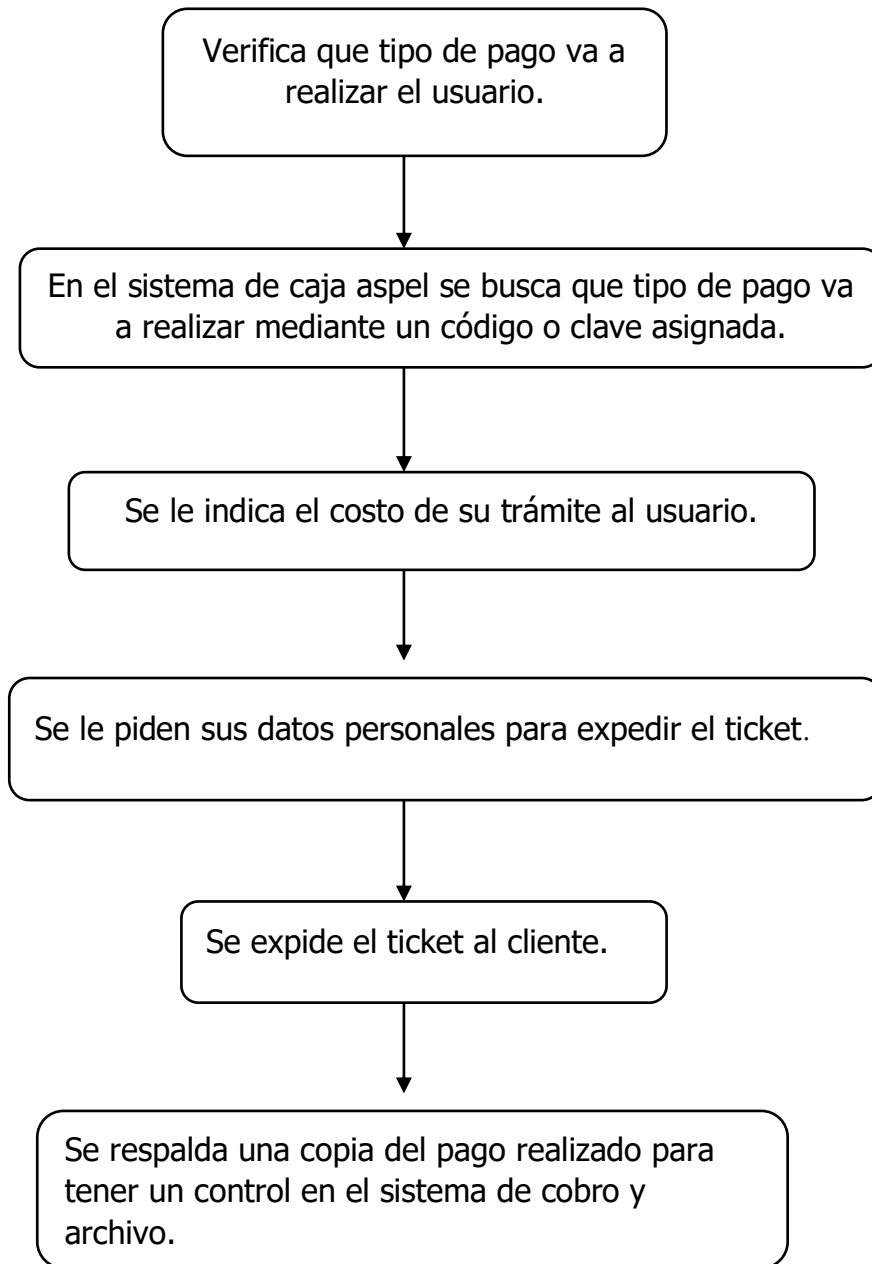 Verifica que tipo de pago va a
realizar el usuario.
En el sistema de caja aspel se busca que tipo de pago va
a realizar mediante un código o clave asignada.
Se le indica el costo de su trámite al usuario.
Se le piden sus datos personales para expedir el ticket.
Se expide el ticket al cliente.
Se respalda una copia del pago realizado para
tener un control en el sistema de cobro y
archivo.